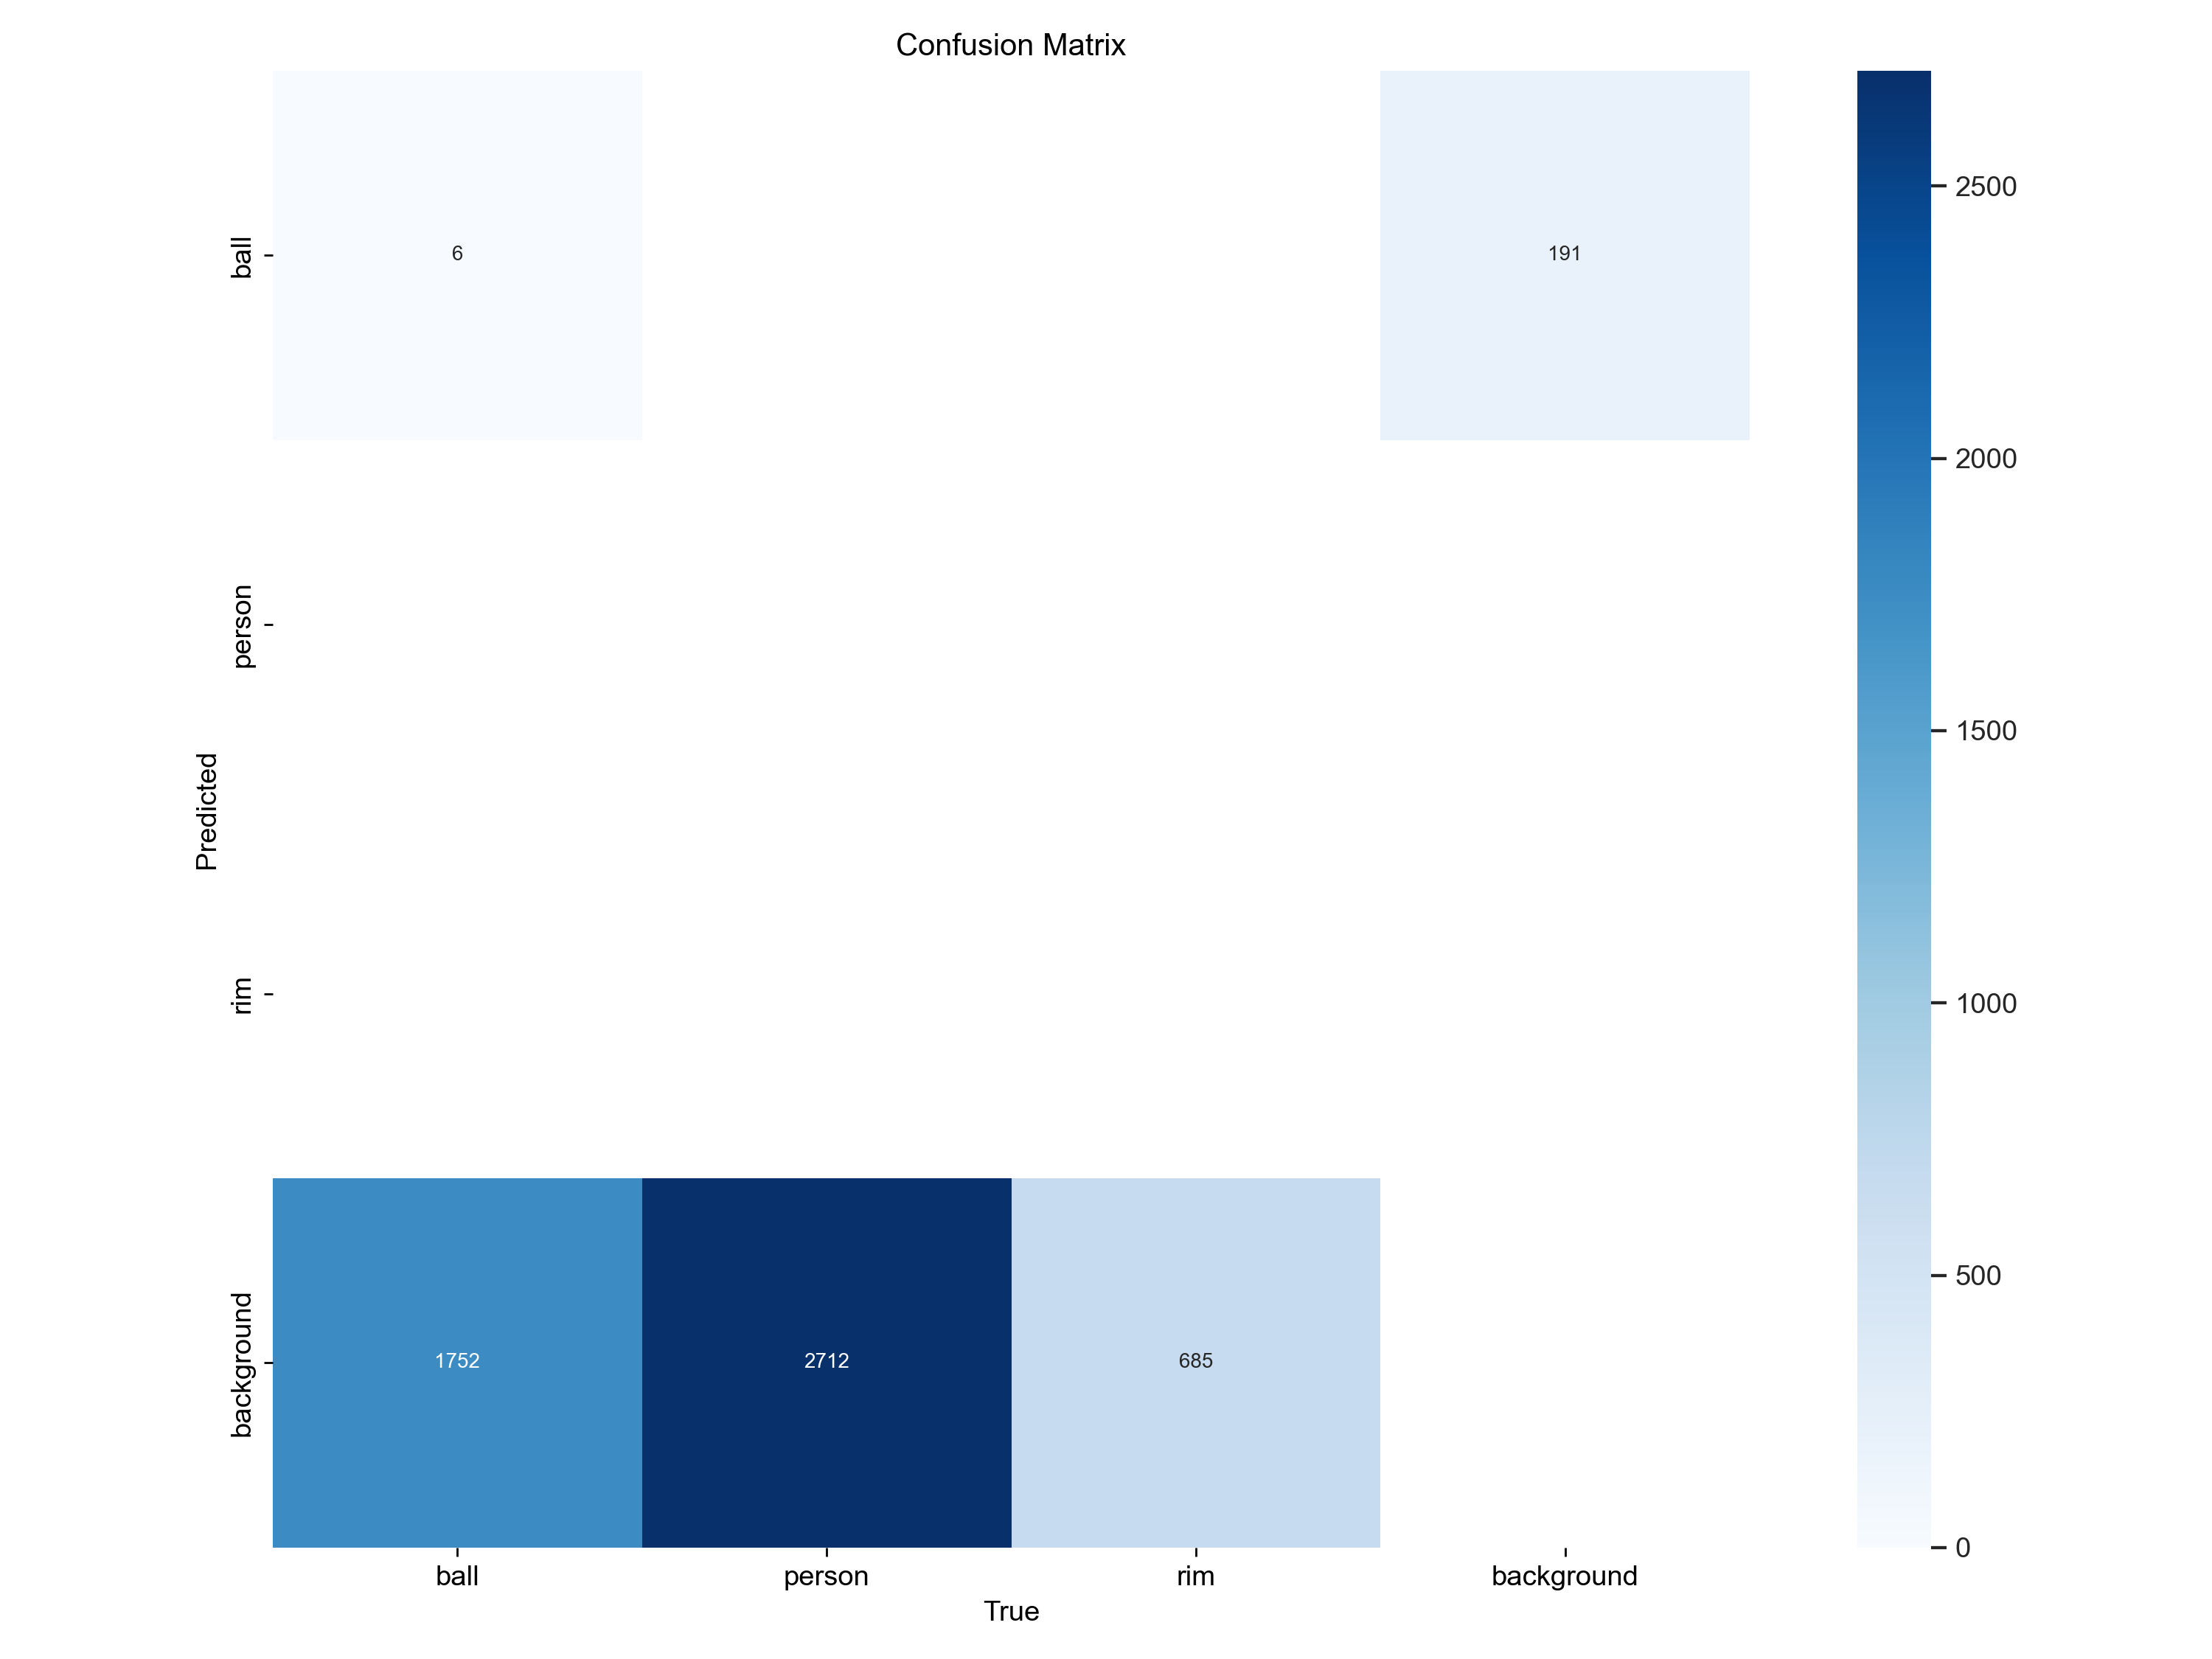 Confusion Matrix
ball
6
191
2500
2000
person
1500
Predicted
rim
1000
background
1752
2712
685
500
0
ball
person
rim
background
True